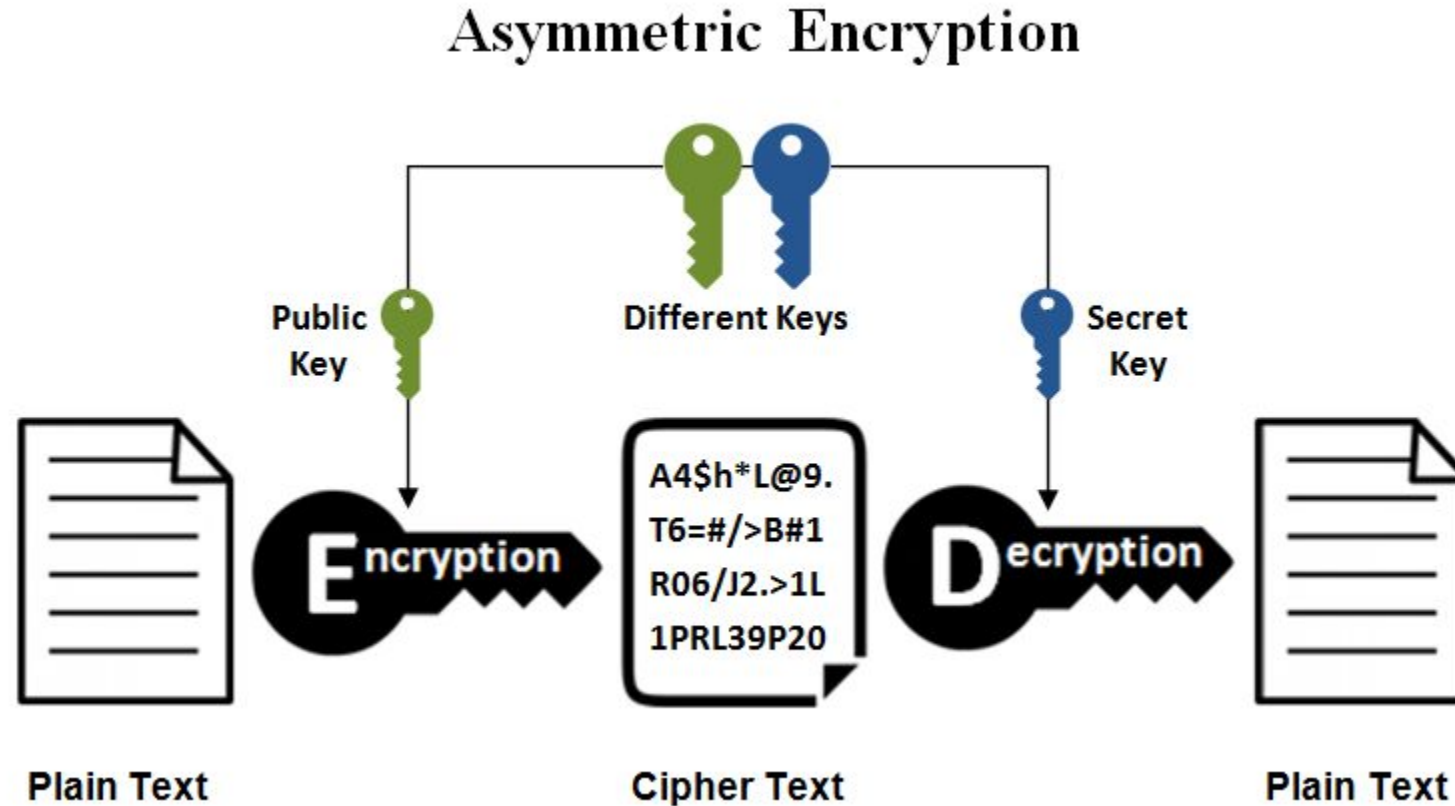 Asymmetric Encryption
Public
Key
Different Keys
Secret
Key
Encryption
A4$h*L@9.
T6=#/>B#1
R06/J2.>1L
1PRL39P20
Decryption
Plain Text
Cipher Text
Plain Text